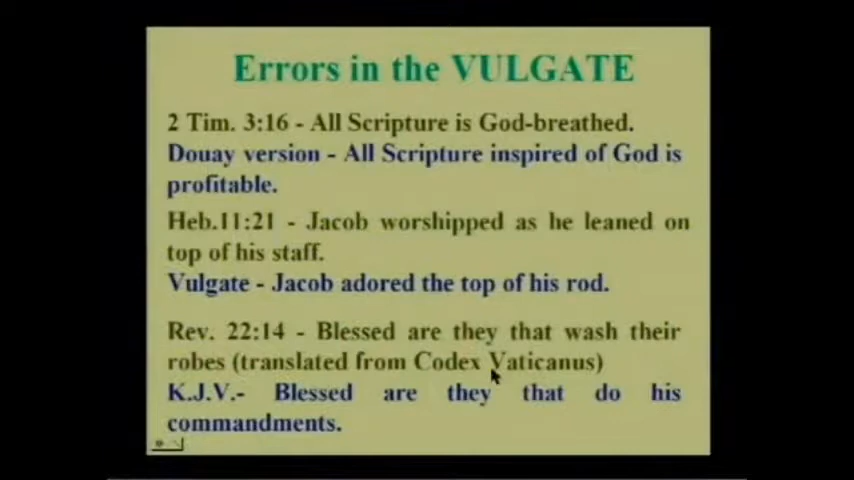 Errors in the VULGATE
2 Tim. 3:16 - All Scripture is God-breathed.
Douay version - All Scripture inspired of God is
profitable.
Heb.11:21 - Jacob worshipped as he leaned on
top of his staff.
Vulgate - Jacob adored the top of his rod.
Rev. 22:14 - Blessed are they that wash their
robes (translated from Codex Vaticanus)
K.J.V.- Blessed are they that do his
commandments.